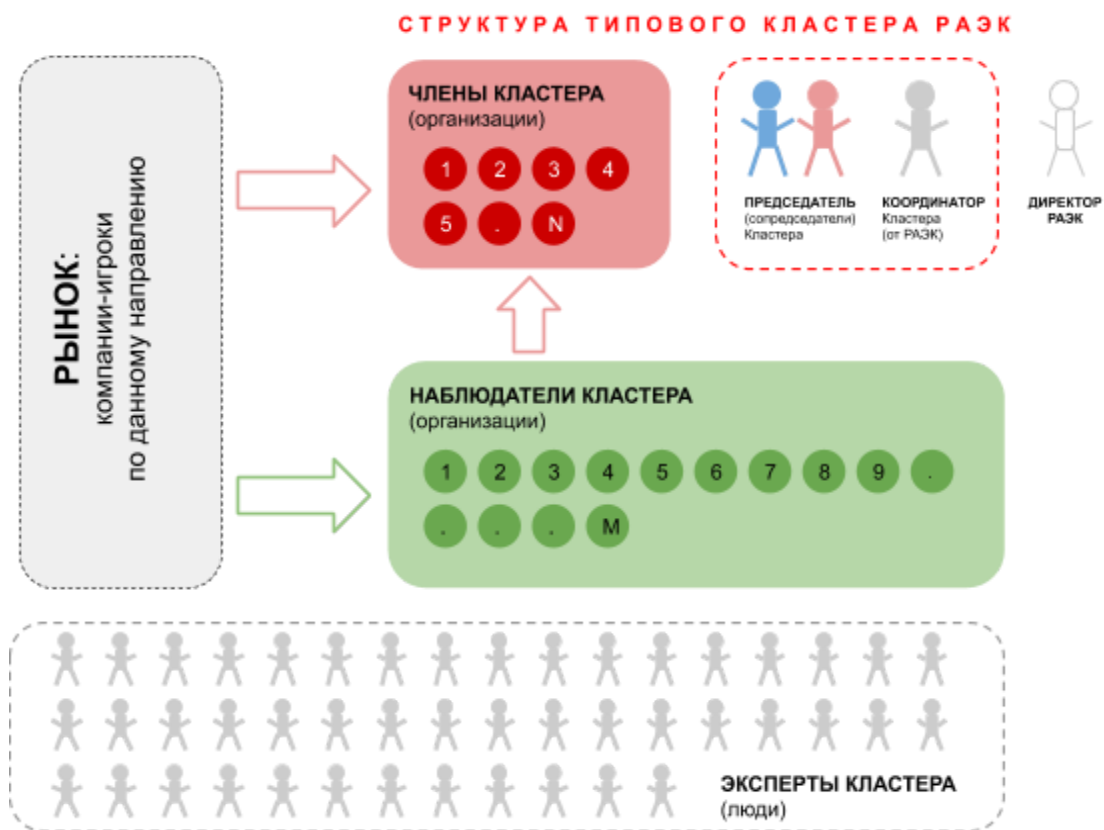 СТРУКТУРА ТИПОВОГО КЛАСТЕРА РАЭК
РЫНОК:
компании-игроки
по данному направлению
ЧЛЕНЫ КЛАСТЕРА
(организации)
1 2 3 4
5 . N
ПРЕДСЕДАТЕЛЬ
(сопредседатели)
Кластера
КООРДИНАТОР
Кластера
(от РАЭК)
ДИРЕКТОР
РАЭК
НАБЛЮДАТЕЛИ КЛАСТЕРА
(организации)
1 2 3 4 5 6 7 8 9 .
. . . M
ЭКСПЕРТЫ КЛАСТЕРА
(люди)